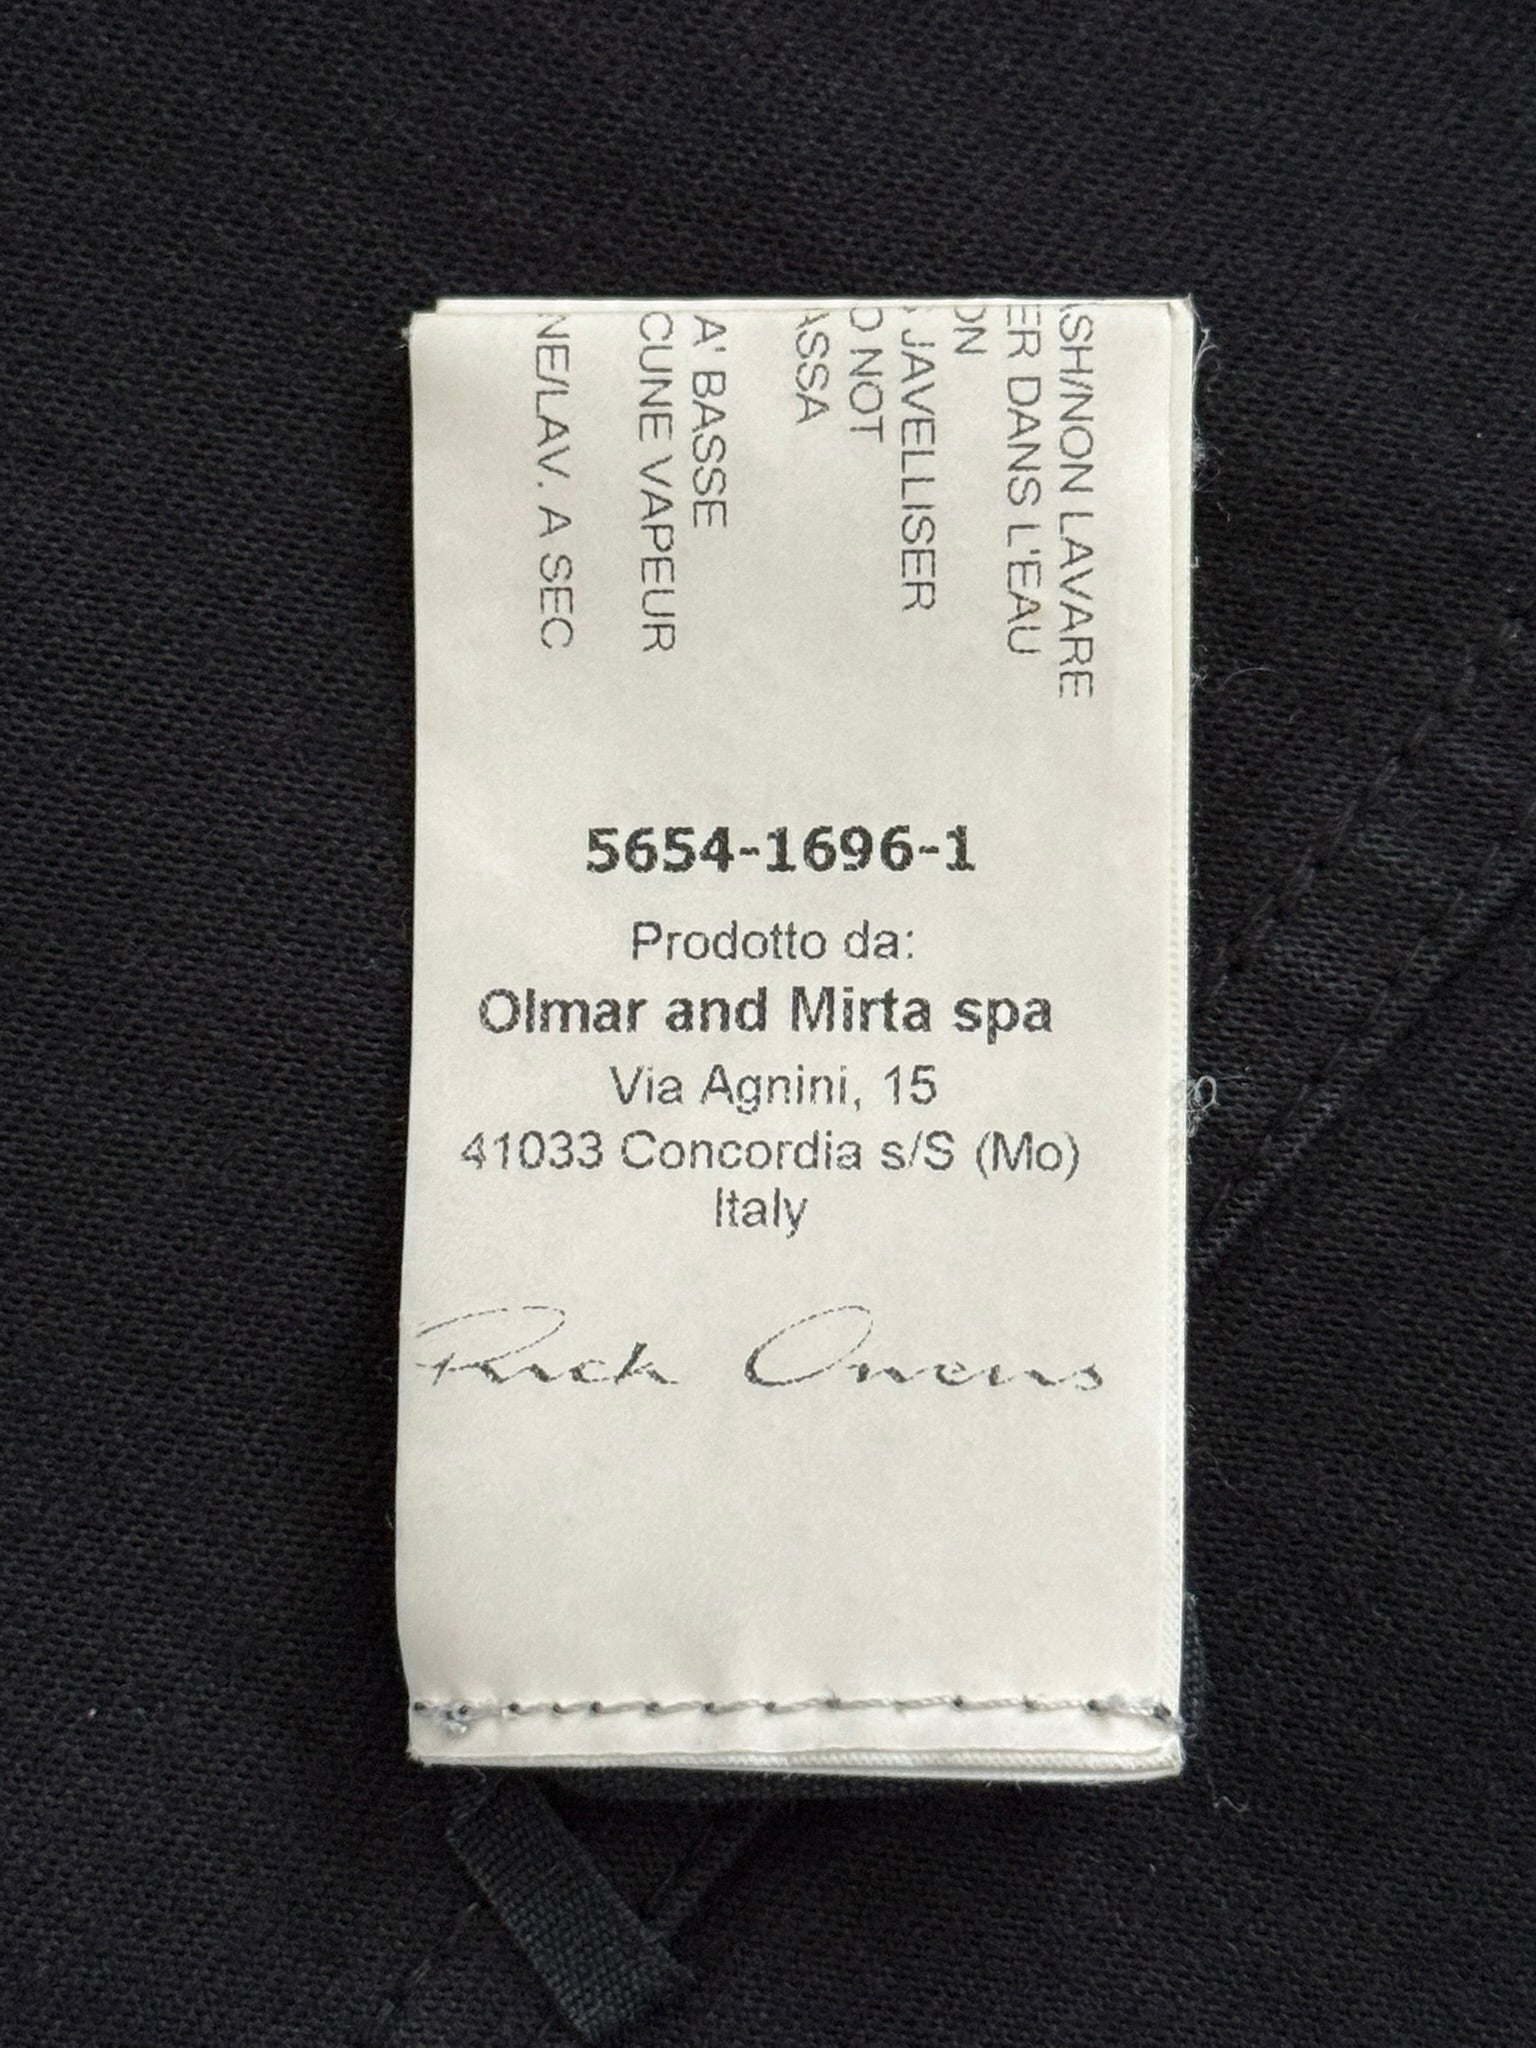 ASH/NON LAVARE
ER DANS L'EAU
ON
S JAVELLISER
O NOT
ASSA
A' BASSE
CUNE VAPEUR
NE/LAV. A SEC
5654-1696-1
Prodotto da:
Olmar and Mirta spa
Via Agnini, 15
41033 Concordia s/S (Mo)
Italy
Rick Owens